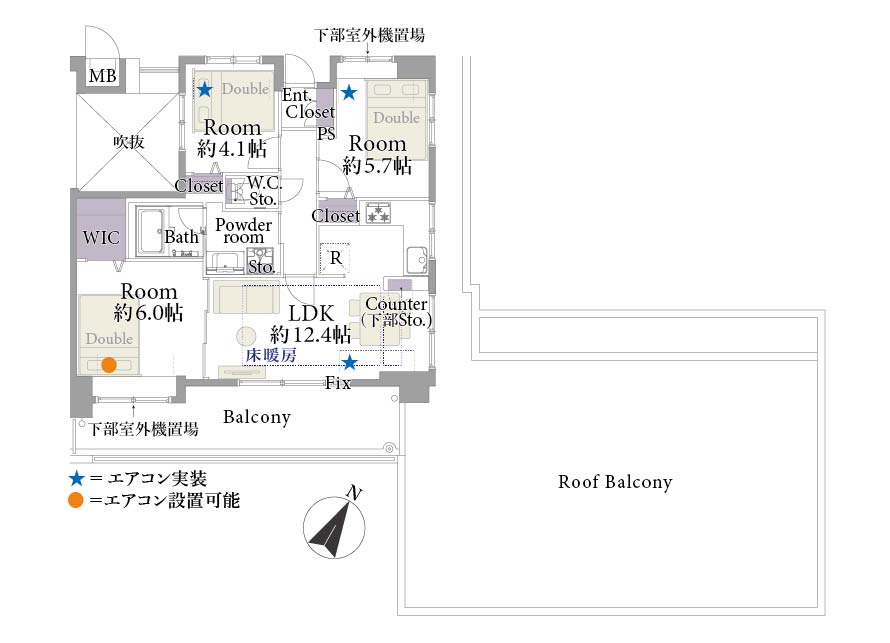 下部室外機置場
MB
Double
Ent.
Closet
PS
Double
Room
約4.1帖
吹抜
Room
約5.7帖
Closet
W.C.
Sto.
Closet
WIC
Bath
Powder
room
Sto.
R
Room
約6.0帖
Double
LDK
約12.4帖
Counter
(下部Sto.)
床暖房
Fix
Balcony
下部室外機置場
★=エアコン実装
●=エアコン設置可能
N
Roof Balcony